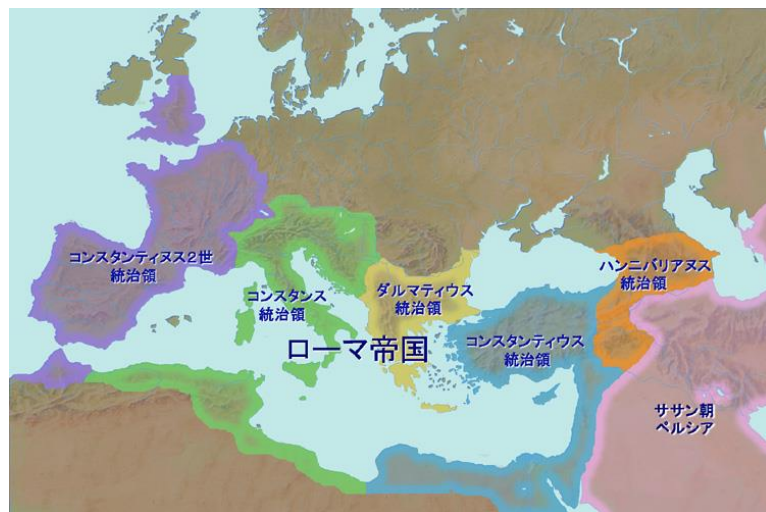 コンスタンティヌス2世
統治領
コンスタンス
統治領
ダルマティウス
統治領
ハンニバリアヌス
統治領
コンスタンティウス
統治領
ローマ帝国
ササン朝
ペルシア